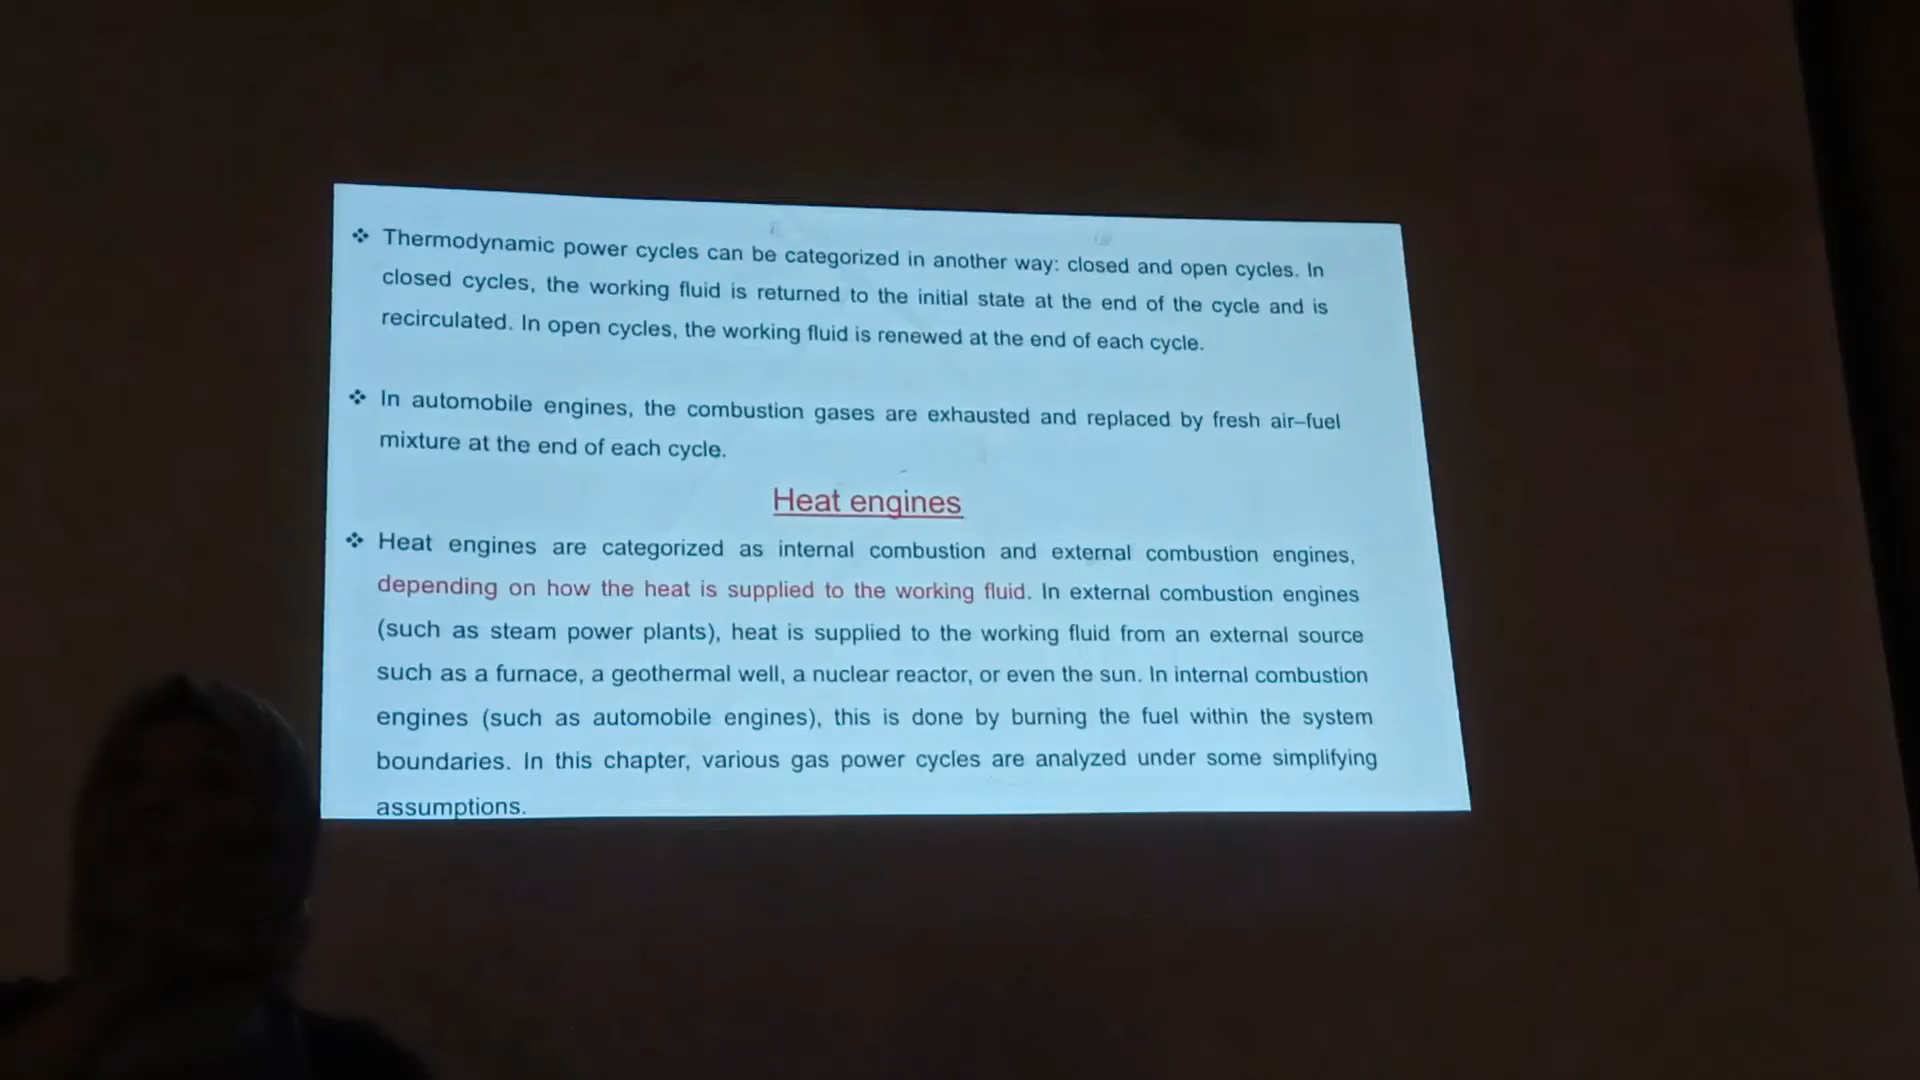 ❖ Thermodynamic power cycles can be categorized in another way: closed and open cycles. In
closed cycles, the working fluid is returned to the initial state at the end of the cycle and is
recirculated. In open cycles, the working fluid is renewed at the end of each cycle.
❖ In automobile engines, the combustion gases are exhausted and replaced by fresh air–fuel
mixture at the end of each cycle.
Heat engines
❖ Heat engines are categorized as internal combustion and external combustion engines,
depending on how the heat is supplied to the working fluid. In external combustion engines
(such as steam power plants), heat is supplied to the working fluid from an external source
such as a furnace, a geothermal well, a nuclear reactor, or even the sun. In internal combustion
engines (such as automobile engines), this is done by burning the fuel within the system
boundaries. In this chapter, various gas power cycles are analyzed under some simplifying
assumptions.